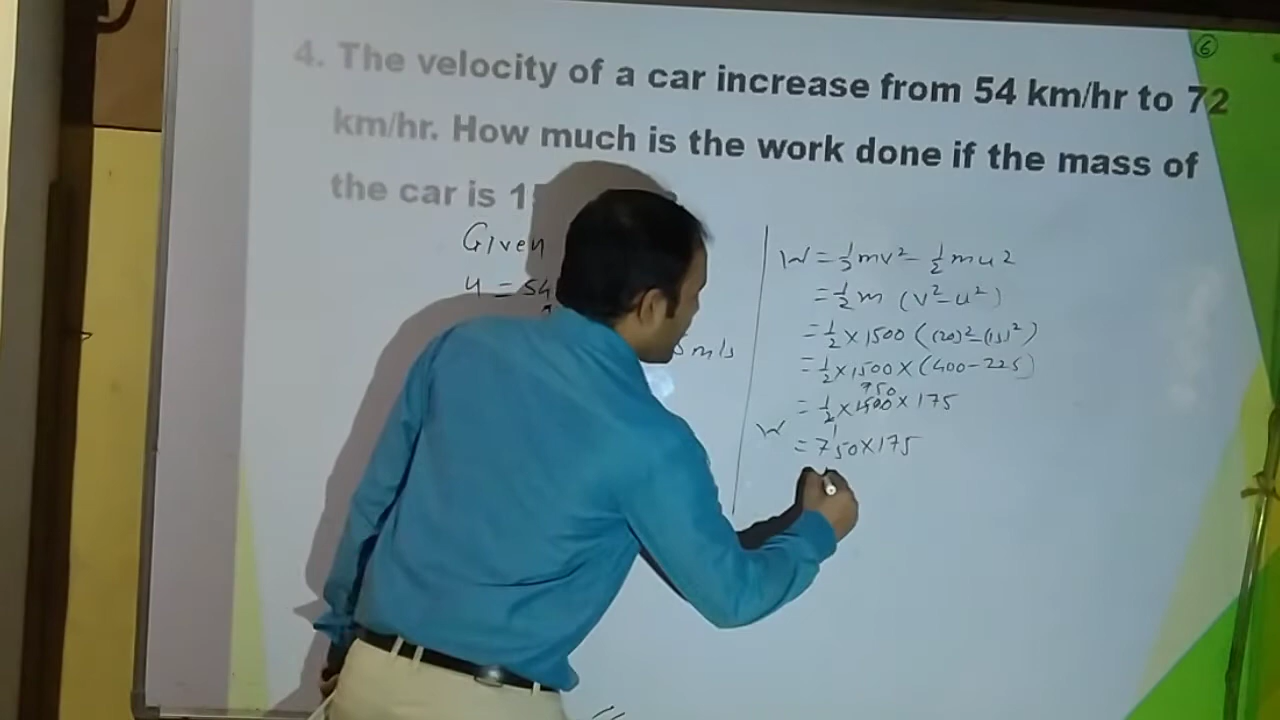 6
4. The velocity of a car increase from 54 km/hr to 72
km/hr. How much is the work done if the mass of
the car is 1
Given
u = 54
m/s
W = ½mv² - ½mu²
= ½m (v² - u²)
= ½ × 1500 ((20)² - (15)²)
= ½ × 1500 × (400 - 225)
750
= ½ × 1500 × 175
W = 750 × 175